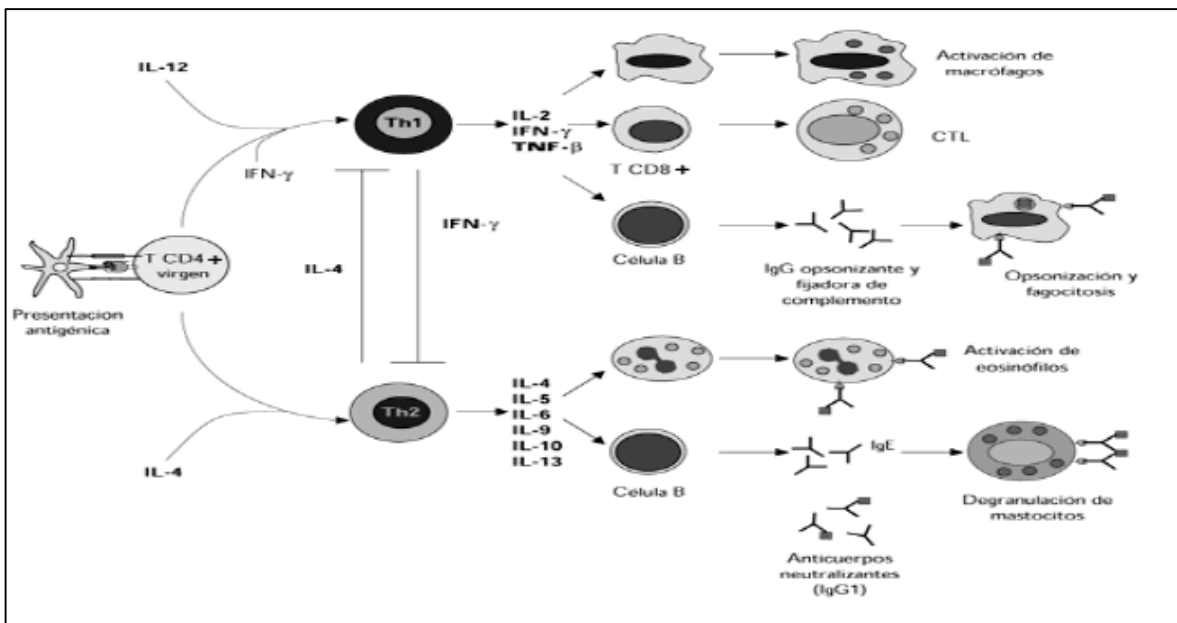 IL-12
IFN-γ
Th1
IL-2
IFN-γ
TNF-β
Activación de
macrófagos
T CD8+
CTL
T CD4+
virgen
Presentacion
antigénica
IL-4
IFN-γ
Célula B
IgG opsonizante y
fijadora de
complemento
Opsonización y
fagocitosis
IL-4
Th2
IL-4
IL-5
IL-6
IL-9
IL-10
IL-13
Activación de
eosinófilos
Célula B
IgE
Degranulación de
mastocitos
Anticuerpos
neutralizantes
(IgG1)